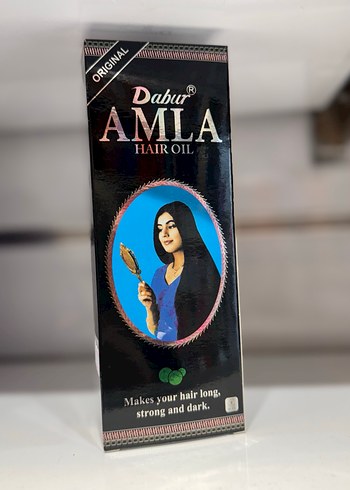 ORIGINAL
Dabur®
AMLA
HAIR OIL
Makes your hair long,
strong and dark.